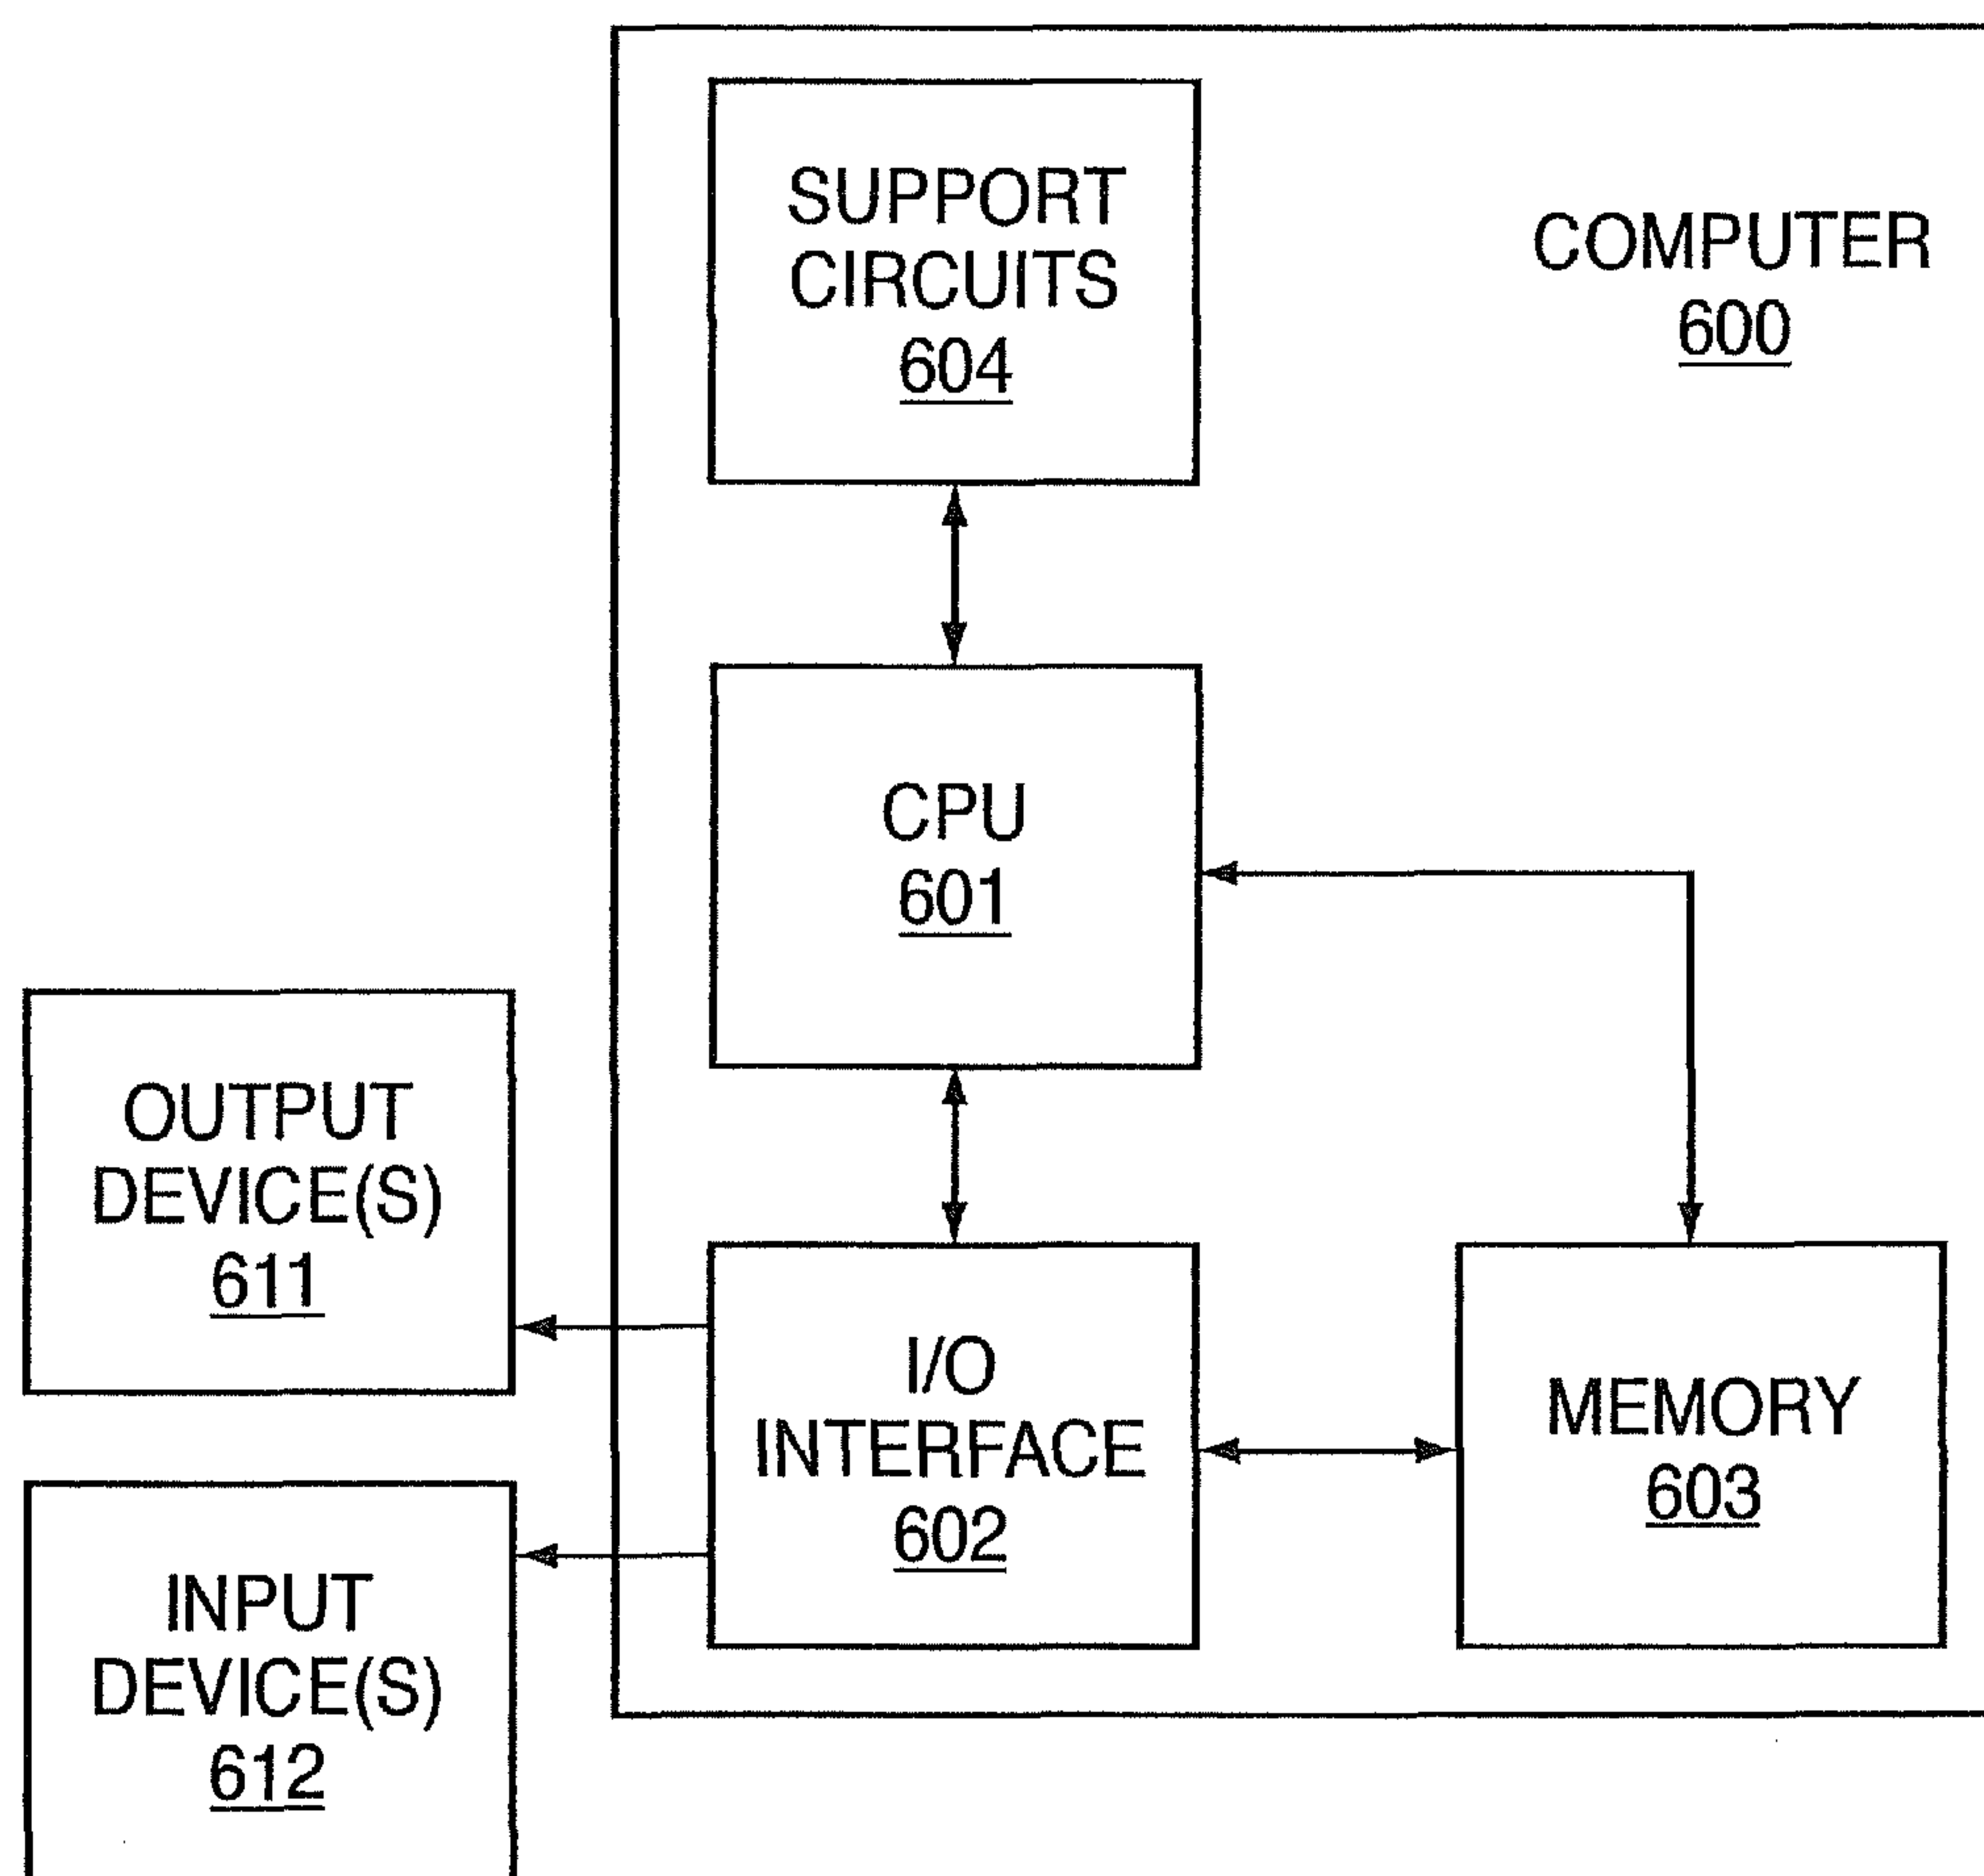 SUPPORT
CIRCUITS
604
COMPUTER
600
CPU
601
OUTPUT
DEVICE(S)
611
I/O
INTERFACE
602
MEMORY
603
INPUT
DEVICE(S)
612